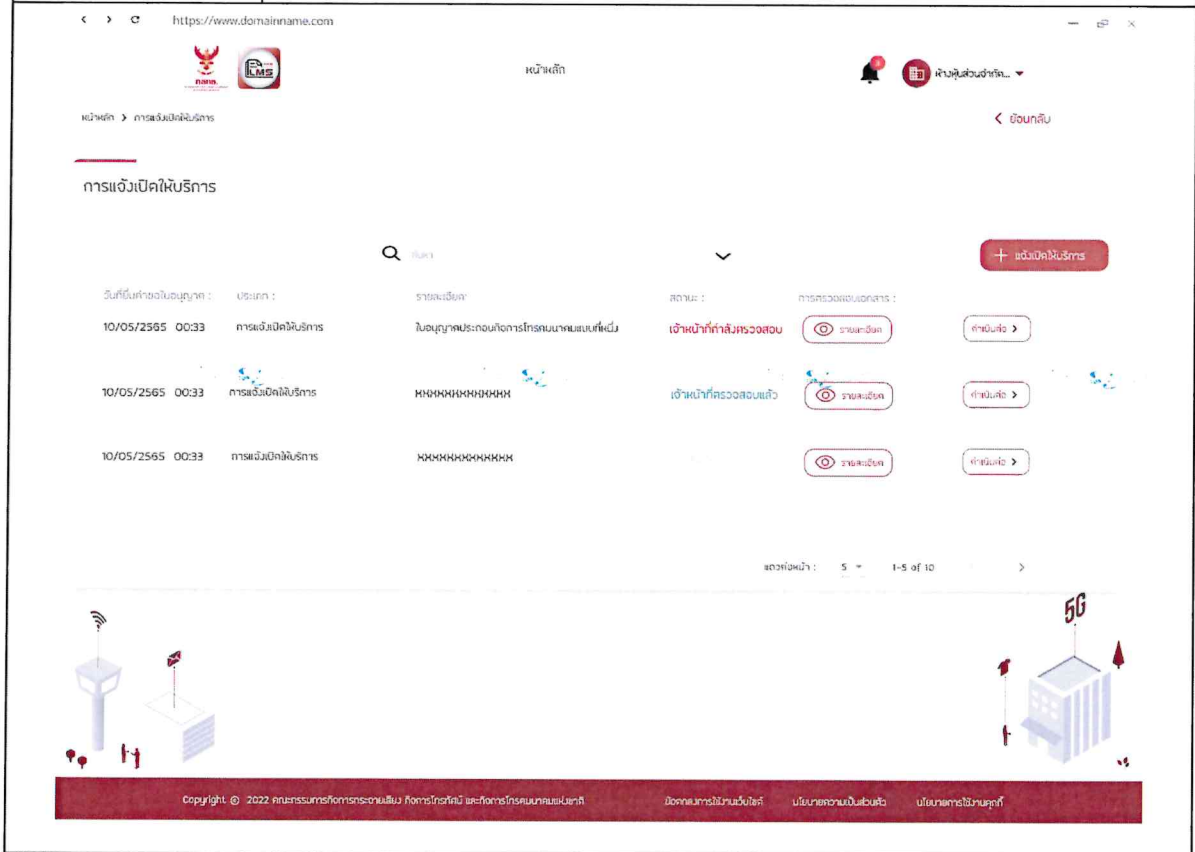 https://www.domainname.com
กสทช.
LMS
หน้าหลัก
ห้างหุ้นส่วนจำกัด...
หน้าหลัก > การแจ้งเปิดให้บริการ
< ย้อนกลับ
การแจ้งเปิดให้บริการ
ค้นหา
+ แจ้งเปิดให้บริการ
วันที่ยื่นคำขอใบอนุญาต : ประเภท : รายละเอียด: สถานะ : การตรวจสอบเอกสาร :
10/05/2565 00:33 การแจ้งเปิดให้บริการ ใบอนุญาตประกอบกิจการโทรคมนาคมแบบที่หนึ่ง เจ้าหน้าที่กำลังตรวจสอบ รายละเอียด ดำเนินต่อ >
10/05/2565 00:33 การแจ้งเปิดให้บริการ XXXXXXXXXXXXX เจ้าหน้าที่ตรวจสอบแล้ว รายละเอียด ดำเนินต่อ >
10/05/2565 00:33 การแจ้งเปิดให้บริการ XXXXXXXXXXXXX รายละเอียด ดำเนินต่อ >
แถวต่อหน้า : 5 1-5 of 10 >
5G
Copyright © 2022 คณะกรรมการกิจการกระจายเสียง กิจการโทรทัศน์ และกิจการโทรคมนาคมแห่งชาติ ข้อตกลงการใช้งานเว็บไซต์ นโยบายความเป็นส่วนตัว นโยบายการใช้งานคุกกี้